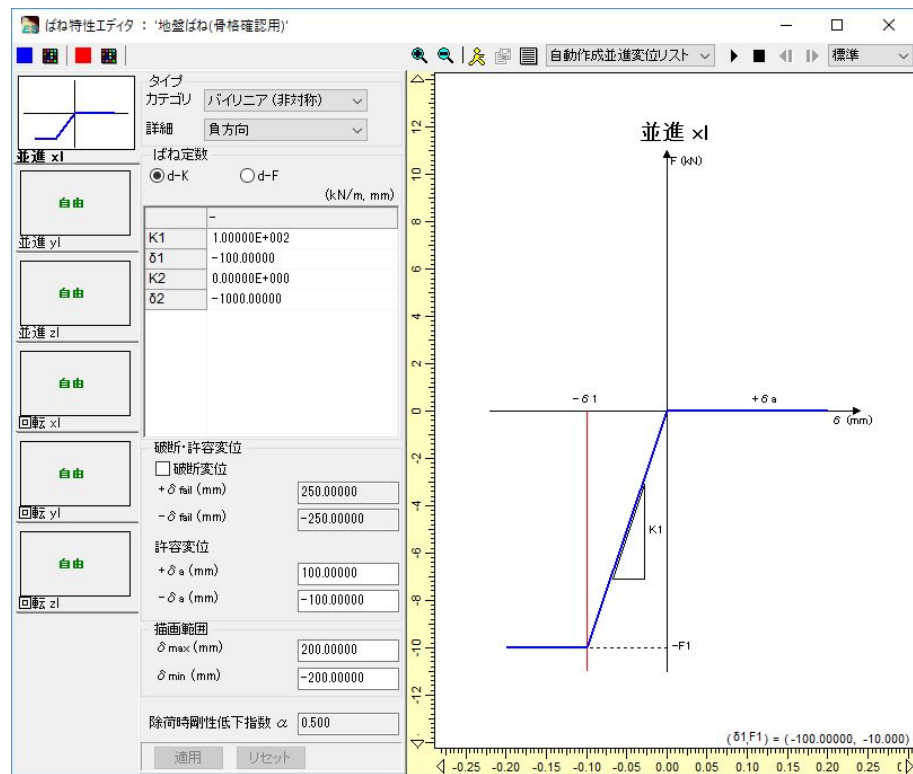 ばね特性エディタ : '地盤ばね(骨格確認用)'
自動作成並進変位リスト
標準
並進 xl
自由
並進 yl
自由
並進 zl
自由
回転 xl
自由
回転 yl
自由
回転 zl
タイプ
カテゴリ バイリニア (非対称)
詳細 負方向
ばね定数
d-K d-F
(kN/m, mm)
-
K1 1.00000E+002
δ1 -100.00000
K2 0.00000E+000
δ2 -1000.00000
破断・許容変位
破断変位
+δfail (mm) 250.00000
-δfail (mm) -250.00000
許容変位
+δa (mm) 100.00000
-δa (mm) -100.00000
描画範囲
δmax (mm) 200.00000
δmin (mm) -200.00000
除荷時剛性低下指数 α 0.500
適用 リセット
並進 xl
F (kN)
12
10
8
6
4
2
0
-2
-4
-6
-8
-10
-12
-δ1
+δa
δ (mm)
K1
-F1
(δ1,F1) = (-100.00000, -10.000)
-0.25 -0.20 -0.15 -0.10 -0.05 0.00 0.05 0.10 0.15 0.20 0.25